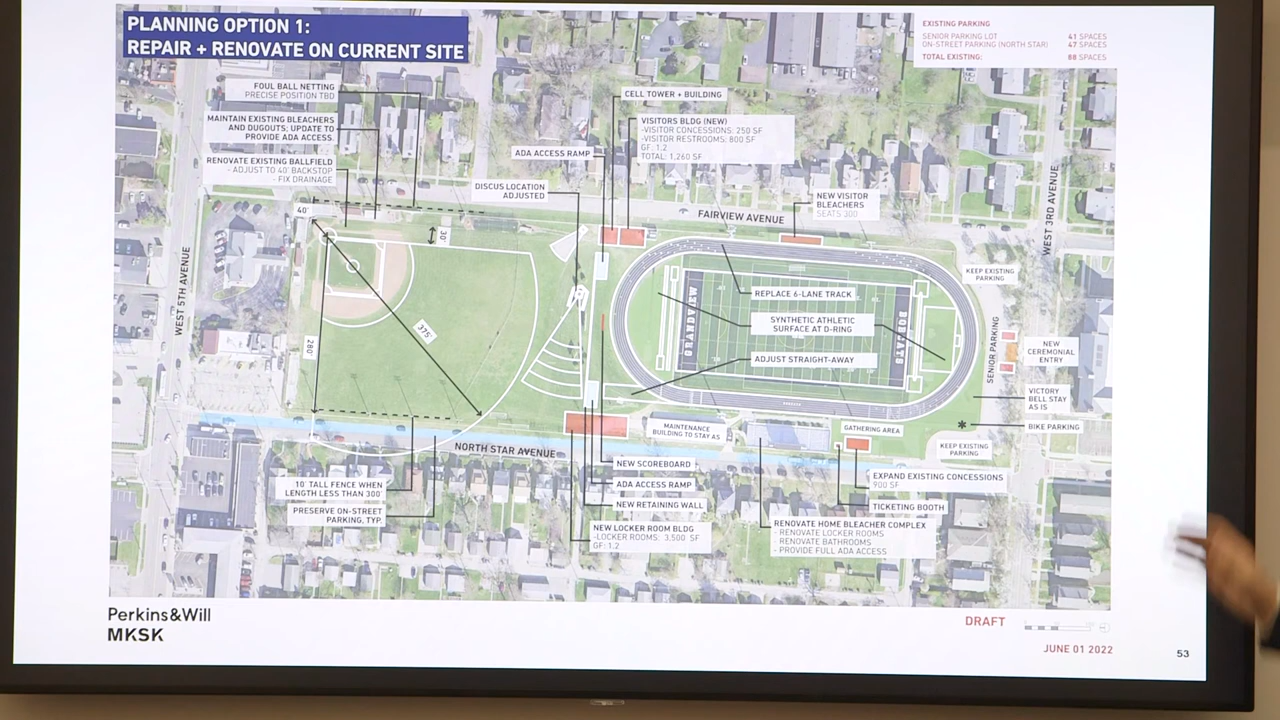 PLANNING OPTION 1:
REPAIR + RENOVATE ON CURRENT SITE
EXISTING PARKING
SENIOR PARKING LOT 41 SPACES
ON-STREET PARKING (NORTH STAR) 47 SPACES
TOTAL EXISTING: 88 SPACES
FOUL BALL NETTING
PRECISE POSITION TBD
MAINTAIN EXISTING BLEACHERS
AND DUGOUTS; UPDATE TO
PROVIDE ADA ACCESS.
RENOVATE EXISTING BALLFIELD
- ADJUST TO 40' BACKSTOP
- FIX DRAINAGE
CELL TOWER + BUILDING
VISITORS BLDG (NEW)
-VISITOR CONCESSIONS: 250 SF
-VISITOR RESTROOMS: 800 SF
GF: 1.2
TOTAL: 1,260 SF
ADA ACCESS RAMP
DISCUS LOCATION
ADJUSTED
NEW VISITOR
BLEACHERS
SEATS 300
FAIRVIEW AVENUE
WEST 3RD AVENUE
WEST 5TH AVENUE
40'
30'
375'
280'
KEEP EXISTING
PARKING
REPLACE 6-LANE TRACK
SYNTHETIC ATHLETIC
SURFACE AT D-RING
ADJUST STRAIGHT-AWAY
GRANDVIEW
BOBCATS
SENIOR PARKING
NEW
CEREMONIAL
ENTRY
VICTORY
BELL STAY
AS IS
BIKE PARKING
KEEP EXISTING
PARKING
MAINTENANCE
BUILDING TO STAY AS
GATHERING AREA
NORTH STAR AVENUE
10' TALL FENCE WHEN
LENGTH LESS THAN 300'
PRESERVE ON-STREET
PARKING, TYP.
NEW SCOREBOARD
ADA ACCESS RAMP
NEW RETAINING WALL
NEW LOCKER ROOM BLDG
-LOCKER ROOMS: 3,500 SF
GF: 1.2
EXPAND EXISTING CONCESSIONS
900 SF
TICKETING BOOTH
RENOVATE HOME BLEACHER COMPLEX
- RENOVATE LOCKER ROOMS
- RENOVATE BATHROOMS
- PROVIDE FULL ADA ACCESS
Perkins&Will
MKSK
DRAFT
JUNE 01 2022
53